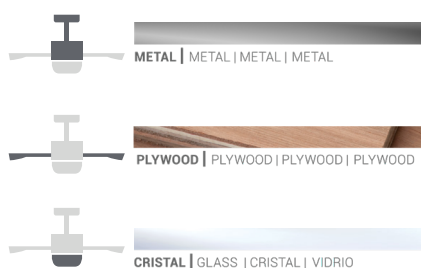 METAL | METAL | METAL | METAL
PLYWOOD | PLYWOOD | PLYWOOD | PLYWOOD
CRISTAL | GLASS | CRISTAL | VIDRIO